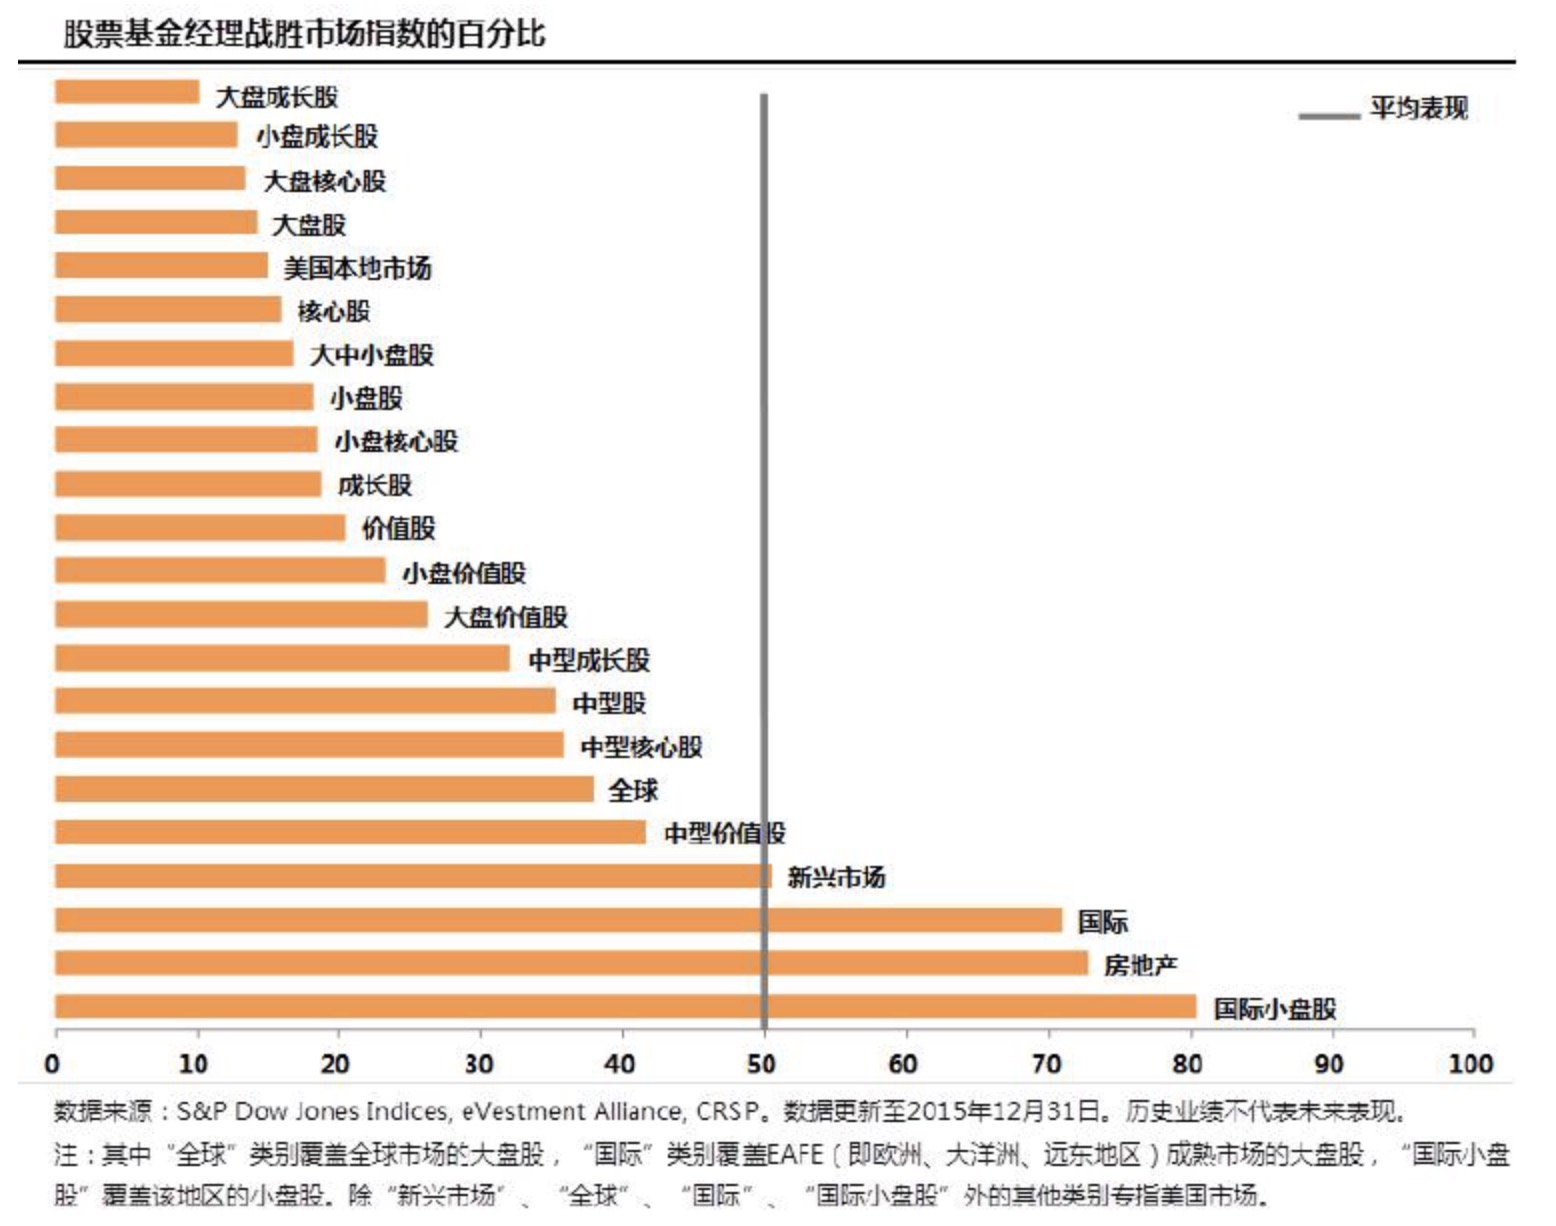 股票基金经理战胜市场指数的百分比
平均表现
大盘成长股
小盘成长股
大盘核心股
大盘股
美国本地市场
核心股
大中小盘股
小盘股
小盘核心股
成长股
价值股
小盘价值股
大盘价值股
中型成长股
中型股
中型核心股
全球
中型价值股
新兴市场
国际
房地产
国际小盘股
0 10 20 30 40 50 60 70 80 90 100
数据来源：S&P Dow Jones Indices, eVestment Alliance, CRSP。数据更新至2015年12月31日。历史业绩不代表未来表现。
注：其中“全球”类别覆盖全球市场的大盘股，“国际”类别覆盖EAFE（即欧洲、大洋洲、远东地区）成熟市场的大盘股，“国际小盘
股”覆盖该地区的小盘股。除“新兴市场”、“全球”、“国际”、“国际小盘股”外的其他类别专指美国市场。